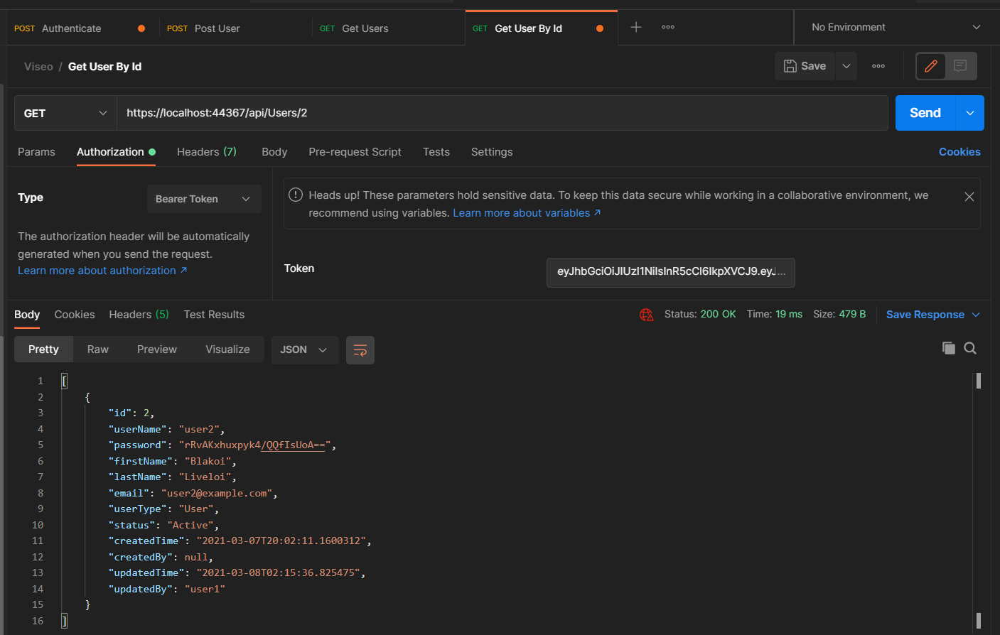 POST Authenticate POST Post User GET Get Users GET Get User By Id No Environment
Viseo / Get User By Id Save
GET https://localhost:44367/api/Users/2 Send
Params Authorization Headers (7) Body Pre-request Script Tests Settings Cookies
Type Bearer Token
The authorization header will be automatically
generated when you send the request.
Learn more about authorization
Heads up! These parameters hold sensitive data. To keep this data secure while working in a collaborative environment, we
recommend using variables. Learn more about variables
Token eyJhbGciOiJIUzI1NiIsInR5cCI6IkpXVCJ9.eyJ...
Body Cookies Headers (5) Test Results Status: 200 OK Time: 19 ms Size: 479 B Save Response
Pretty Raw Preview Visualize JSON
1 [
2 {
3 "id": 2,
4 "userName": "user2",
5 "password": "rRvAKxhuxpyk4/QQfIsUoA==",
6 "firstName": "Blakoi",
7 "lastName": "Liveloi",
8 "email": "user2@example.com",
9 "userType": "User",
10 "status": "Active",
11 "createdTime": "2021-03-07T20:02:11.1600312",
12 "createdBy": null,
13 "updatedTime": "2021-03-08T02:15:36.825475",
14 "updatedBy": "user1"
15 }
16 ]